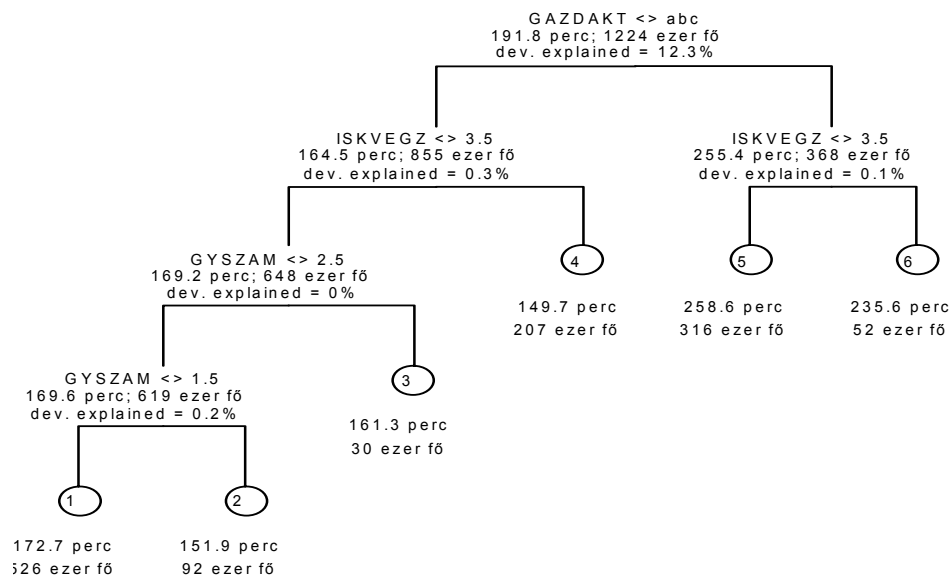 GAZDAKT <> abc
191.8 perc; 1224 ezer fő
dev. explained = 12.3%
ISKVEGZ <> 3.5
164.5 perc; 855 ezer fő
dev. explained = 0.3%
ISKVEGZ <> 3.5
255.4 perc; 368 ezer fő
dev. explained = 0.1%
GYSZAM <> 2.5
169.2 perc; 648 ezer fő
dev. explained = 0%
4
149.7 perc
207 ezer fő
5
258.6 perc
316 ezer fő
6
235.6 perc
52 ezer fő
GYSZAM <> 1.5
169.6 perc; 619 ezer fő
dev. explained = 0.2%
3
161.3 perc
30 ezer fő
1
172.7 perc
526 ezer fő
2
151.9 perc
92 ezer fő